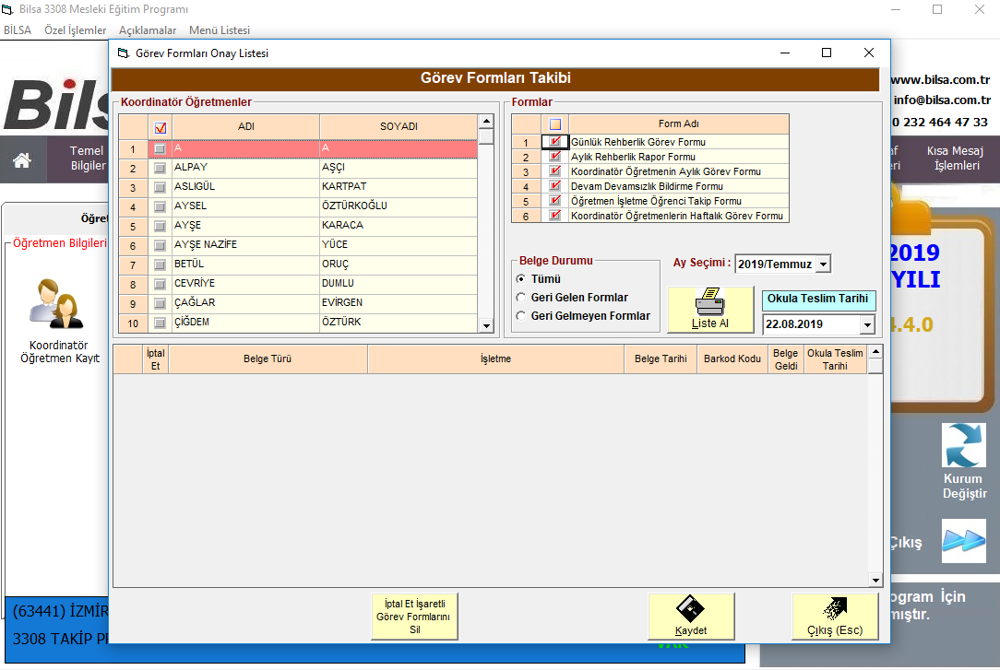 Bilsa 3308 Mesleki Eğitim Programı
BİLSA Özel İşlemler Açıklamalar Menü Listesi
Görev Formları Onay Listesi
Görev Formları Takibi
Bils
www.bilsa.com.tr
info@bilsa.com.tr
0 232 464 47 33
Temel
Bilgiler
Kısa Mesaj
İşlemleri
Koordinatör Öğretmenler
ADI SOYADI
1 A A
2 ALPAY AŞÇI
3 ASLIGÜL KARTPAT
4 AYSEL ÖZTÜRKOĞLU
5 AYŞE KARACA
6 AYŞE NAZİFE YÜCE
7 BETÜL ORUÇ
8 CEVRİYE DUMLU
9 ÇAĞLAR EVİRGEN
10 ÇİĞDEM ÖZTÜRK
Formlar
Form Adı
1 Günlük Rehberlik Görev Formu
2 Aylık Rehberlik Rapor Formu
3 Koordinatör Öğretmenin Aylık Görev Formu
4 Devam Devamsızlık Bildirme Formu
5 Öğretmen İşletme Öğrenci Takip Formu
6 Koordinatör Öğretmenlerin Haftalık Görev Formu
Belge Durumu
Tümü
Geri Gelen Formlar
Geri Gelmeyen Formlar
Ay Seçimi : 2019/Temmuz
Liste Al
Okula Teslim Tarihi
22.08.2019
İptal Et Belge Türü İşletme Belge Tarihi Barkod Kodu Belge Geldi Okula Teslim Tarihi
İptal Et İşaretli
Görev Formlarını
Sil
Kaydet
Çıkış (Esc)
Öğret
Öğretmen Bilgileri
Koordinatör
Öğretmen Kayıt
2019
YILI
4.4.0
Kurum
Değiştir
Çıkış
ogram İçin
mıştır.
(63441) İZMİR
3308 TAKİP P
VAR